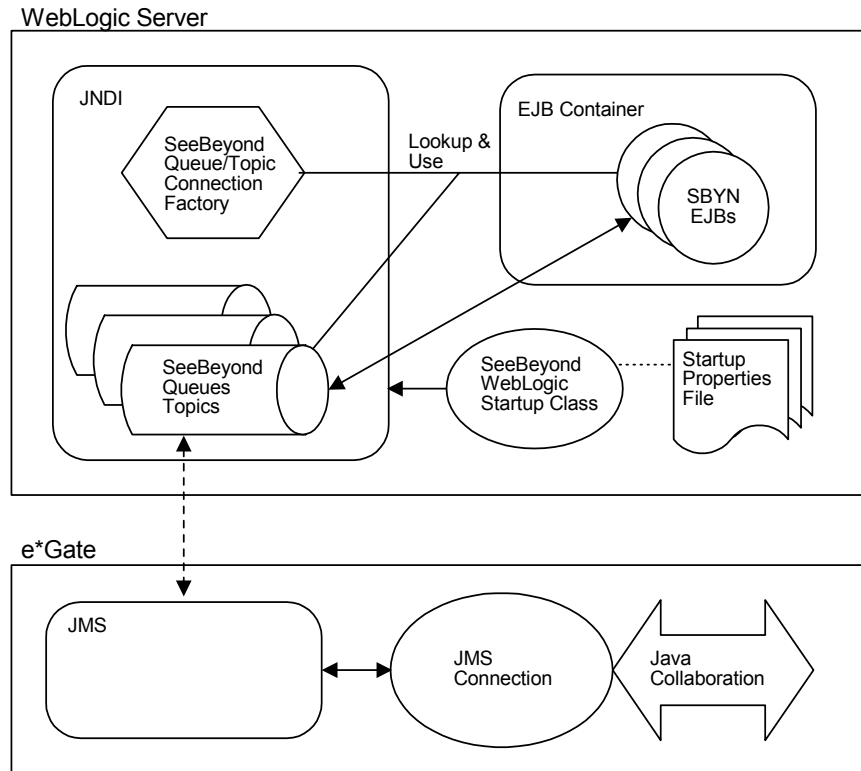 WebLogic Server
JNDI
SeeBeyond
Queue/Topic
Connection
Factory
Lookup &
Use
EJB Container
SBYN
EJBs
SeeBeyond
Queues
Topics
SeeBeyond
WebLogic
Startup Class
Startup
Properties
File
e*Gate
JMS
JMS
Connection
Java
Collaboration